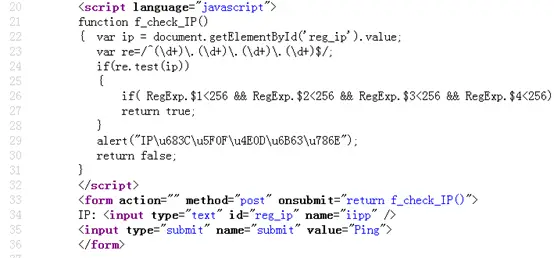 20 <script language="javascript">
21 function f_check_IP()
22 { var ip = document.getElementById('reg_ip').value;
23 var re=/^(\d+)\.(\d+)\.(\d+)\.(\d+)$/;
24 if(re.test(ip))
25 {
26 if( RegExp.$1<256 && RegExp.$2<256 && RegExp.$3<256 && RegExp.$4<256)
27 return true;
28 }
29 alert("IP\u683C\u5F0F\u4E0D\u6B63\u786E");
30 return false;
31 }
32 </script>
33 <form action="" method="post" onsubmit="return f_check_IP()">
34 IP: <input type="text" id="reg_ip" name="iipp" />
35 <input type="submit" name="submit" value="Ping">
36 </form>